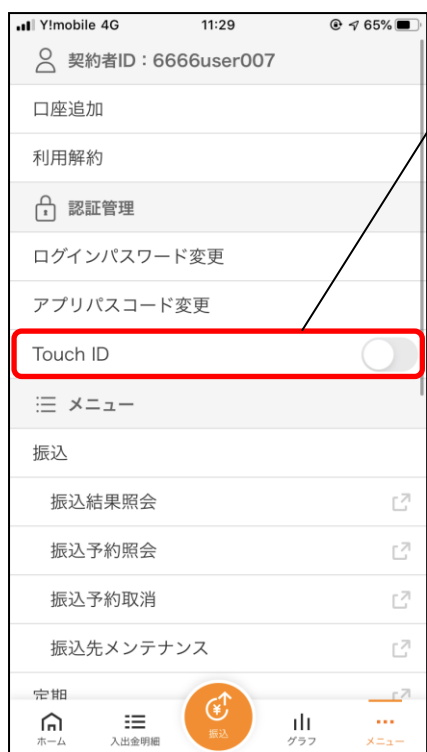 Y!mobile 4G 11:29 65%
契約者ID：6666user007
口座追加
利用解約
認証管理
ログインパスワード変更
アプリパスコード変更
Touch ID
メニュー
振込
振込結果照会
振込予約照会
振込予約取消
振込先メンテナンス
定期
ホーム 入出金明細 振込 グラフ メニュー